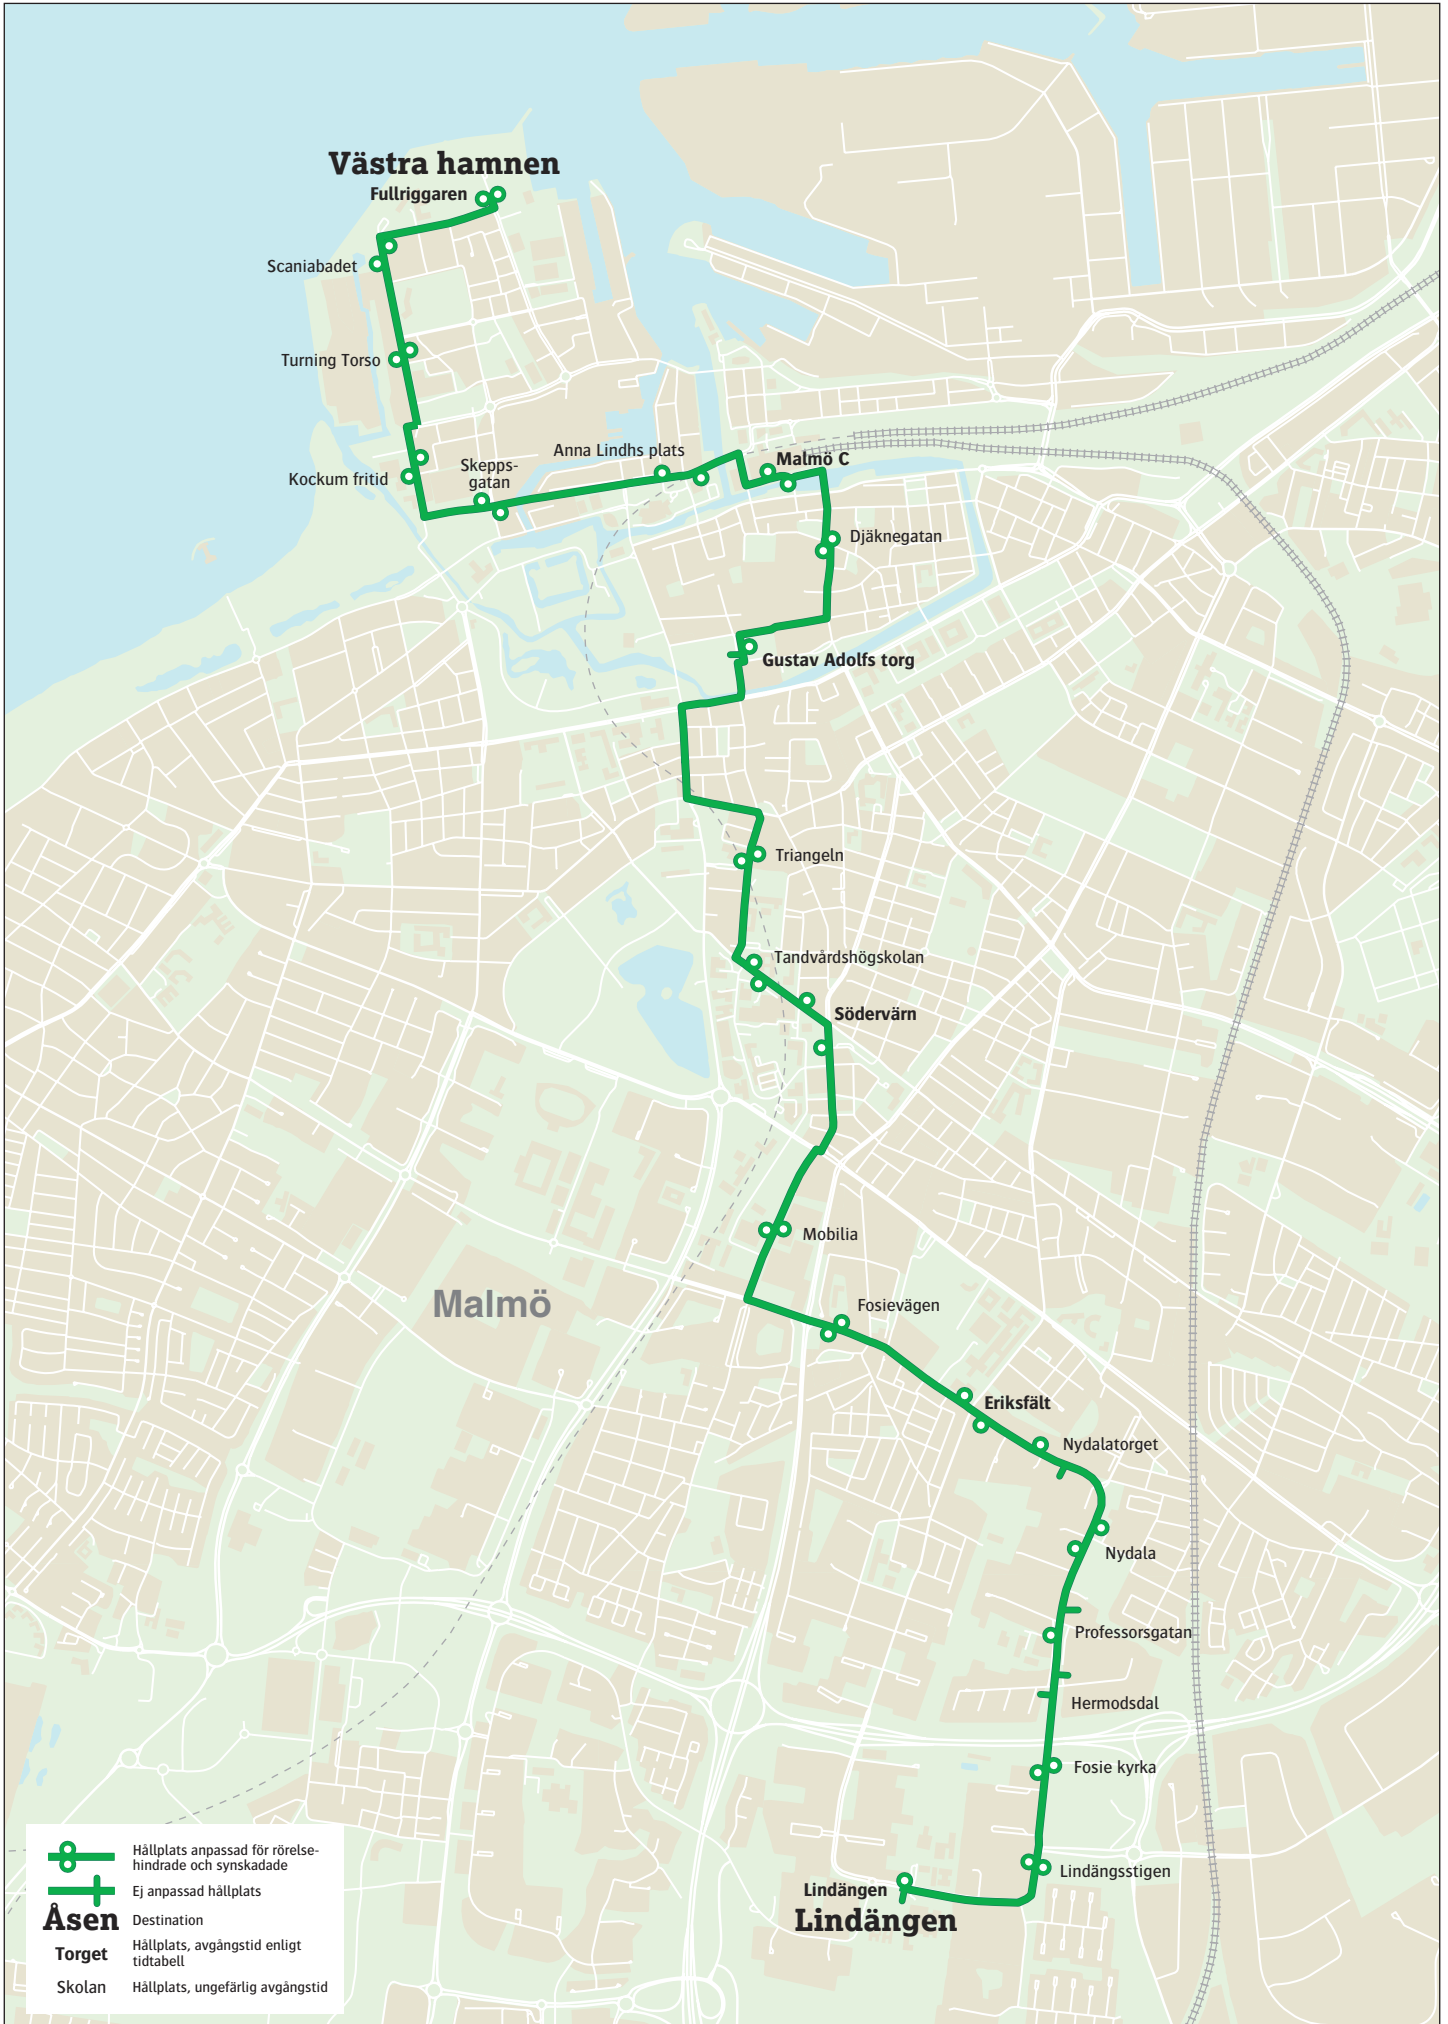 Västra hamnen
Fullriggaren
Scaniabadet
Turning Torso
Kockum fritid
Skepps-
gatan
Anna Lindhs plats
Malmö C
Djäknegatan
Gustav Adolfs torg
Triangeln
Tandvårdshögskolan
Södervärn
Mobilia
Malmö
Fosievägen
Eriksfält
Nydalatorget
Nydala
Professorsgatan
Hermodsdal
Fosie kyrka
Lindängsstigen
Lindängen
Lindängen
Hållplats anpassad för rörelse-
hindrade och synskadade
Ej anpassad hållplats
Åsen Destination
Torget Hållplats, avgångstid enligt
tidtabell
Skolan Hållplats, ungefärlig avgångstid